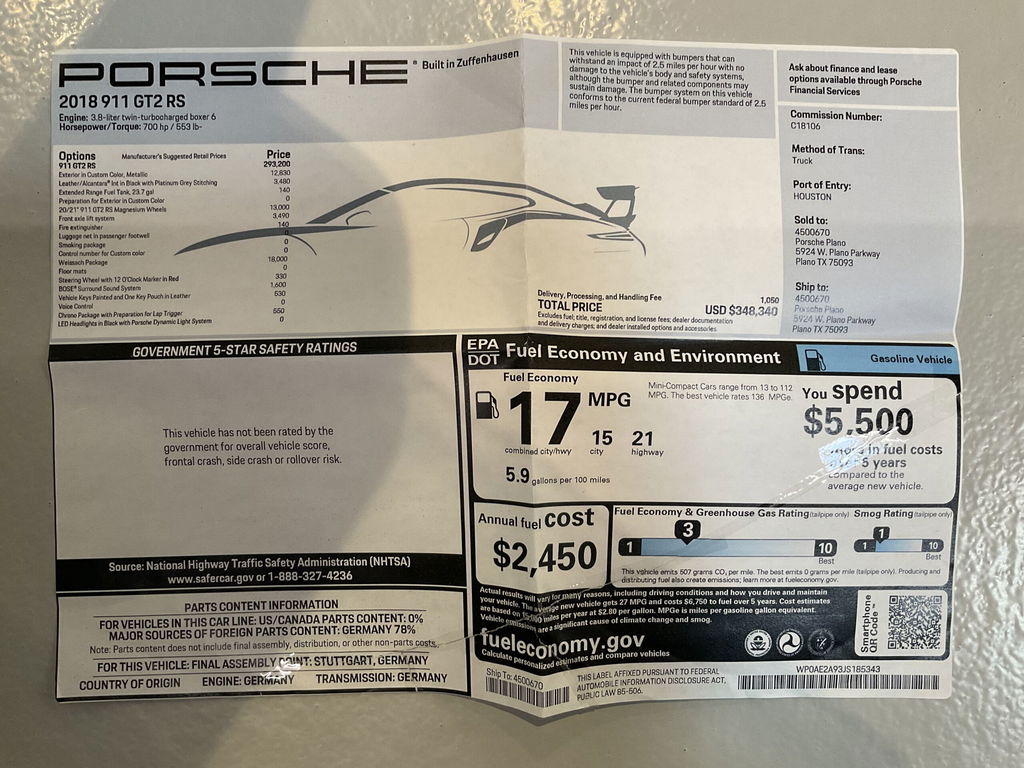 PORSCHE® Built in Zuffenhausen
2018 911 GT2 RS
Engine: 3.8-liter twin-turbocharged boxer 6
Horsepower/Torque: 700 hp / 553 lb-
This vehicle is equipped with bumpers that can
withstand an impact of 2.5 miles per hour with no
damage to the vehicle's body and safety systems,
although the bumper and related components may
sustain damage. The bumper system on this vehicle
conforms to the current federal bumper standard of 2.5
miles per hour.
Ask about finance and lease
options available through Porsche
Financial Services
Commission Number:
C18106
Method of Trans:
Truck
Port of Entry:
HOUSTON
Sold to:
4500670
Porsche Plano
5924 W. Plano Parkway
Plano TX 75093
Ship to:
4500670
Porsche Plano
5924 W. Plano Parkway
Plano TX 75093
Options Manufacturer's Suggested Retail Prices Price
911 GT2 RS 293,200
Exterior in Custom Color, Metallic 12,830
Leather/Alcantara® Int in Black with Platinum Grey Stitching 3,480
Extended Range Fuel Tank, 23.7 gal 140
Preparation for Exterior in Custom Color 0
20/21" 911 GT2 RS Magnesium Wheels 13,000
Front axle lift system 3,490
Fire extinguisher 140
Luggage net in passenger footwell 0
Smoking package 0
Control number for Custom color 0
Weissach Package 18,000
Floor mats 0
Steering Wheel with 12 O'Clock Marker in Red 330
BOSE® Surround Sound System 1,600
Vehicle Keys Painted and One Key Pouch in Leather 530
Voice Control 0
Chrono Package with Preparation for Lap Trigger 550
LED Headlights in Black with Porsche Dynamic Light System 0
Delivery, Processing, and Handling Fee 1,050
TOTAL PRICE USD $348,340
Excludes fuel; title, registration, and license fees; dealer documentation
and delivery charges; and dealer installed options and accessories
GOVERNMENT 5-STAR SAFETY RATINGS
This vehicle has not been rated by the
government for overall vehicle score,
frontal crash, side crash or rollover risk.
Source: National Highway Traffic Safety Administration (NHTSA)
www.safercar.gov or 1-888-327-4236
PARTS CONTENT INFORMATION
FOR VEHICLES IN THIS CAR LINE: US/CANADA PARTS CONTENT: 0%
MAJOR SOURCES OF FOREIGN PARTS CONTENT: GERMANY 78%
Note: Parts content does not include final assembly, distribution, or other non-parts costs.
FOR THIS VEHICLE: FINAL ASSEMBLY POINT: STUTTGART, GERMANY
COUNTRY OF ORIGIN ENGINE: GERMANY TRANSMISSION: GERMANY
EPA
DOT Fuel Economy and Environment
Gasoline Vehicle
Fuel Economy
17 MPG
combined city/hwy
15
city
21
highway
5.9 gallons per 100 miles
Mini-Compact Cars range from 13 to 112
MPG. The best vehicle rates 136 MPGe.
You spend
$5,500
more in fuel costs
over 5 years
compared to the
average new vehicle.
Annual fuel cost
$2,450
Fuel Economy & Greenhouse Gas Rating (tailpipe only)
3
1 10
Best
Smog Rating (tailpipe only)
1
1 10
Best
This vehicle emits 507 grams CO2 per mile. The best emits 0 grams per mile (tailpipe only). Producing and
distributing fuel also create emissions; learn more at fueleconomy.gov.
Actual results will vary for many reasons, including driving conditions and how you drive and maintain
your vehicle. The average new vehicle gets 27 MPG and costs $6,750 to fuel over 5 years. Cost estimates
are based on 15,000 miles per year at $2.80 per gallon. MPGe is miles per gasoline gallon equivalent.
Vehicle emissions are a significant cause of climate change and smog.
fueleconomy.gov
Calculate personalized estimates and compare vehicles
Smartphone
QR Code™
Ship To: 4500670
THIS LABEL AFFIXED PURSUANT TO FEDERAL
AUTOMOBILE INFORMATION DISCLOSURE ACT,
PUBLIC LAW 85-506.
WP0AE2A93JS185343